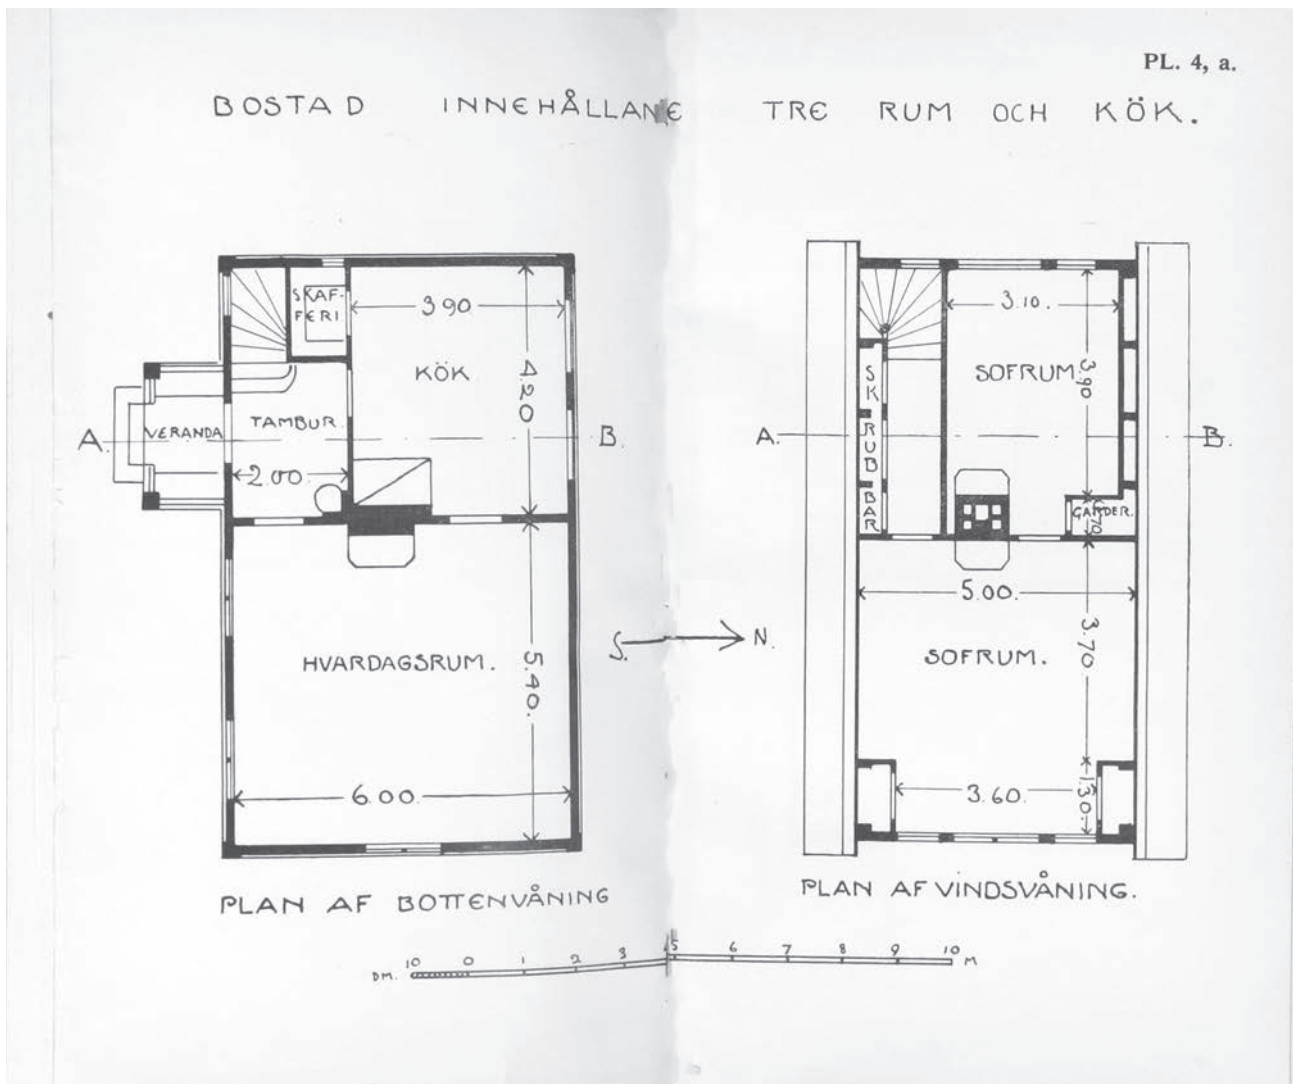 PL. 4, a.
BOSTAD INNEHÅLLANE TRE RUM OCH KÖK.
SKAF-
FERI
3.90
KÖK
4.20
A.
VERANDA
TAMBUR.
B.
2.00.
HVARDAGSRUM.
5.40.
6.00.
PLAN AF BOTTENVÅNING
S. N.
3.10.
SOFRUM.
3.90
SK
RUB
BAR
A.
B.
GARDER.
.70
5.00.
3.70
SOFRUM.
3.60.
1.30.
PLAN AF VINDSVÅNING.
DM. 10 0 1 2 3 5 6 7 8 9 10 M